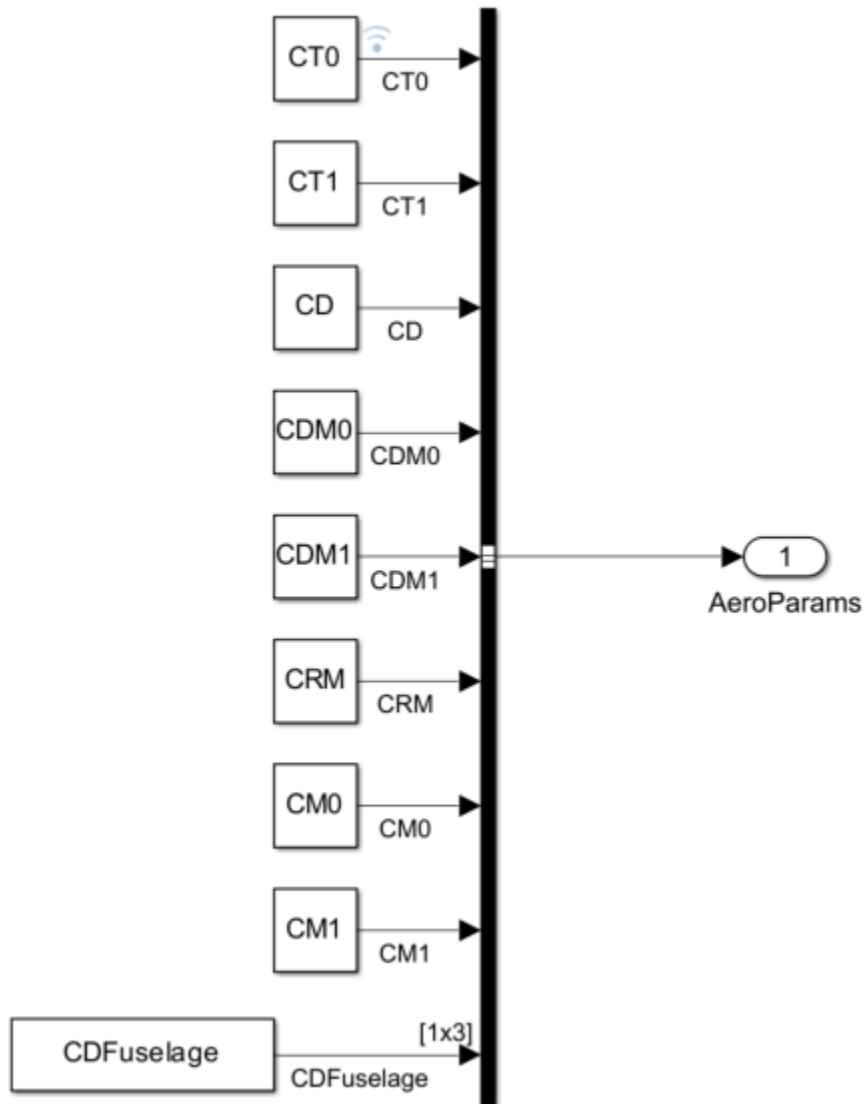 CT0
CT0
CT1
CT1
CD
CD
CDM0
CDM0
CDM1
CDM1
1
AeroParams
CRM
CRM
CM0
CM0
CM1
CM1
[1x3]
CDFuselage
CDFuselage